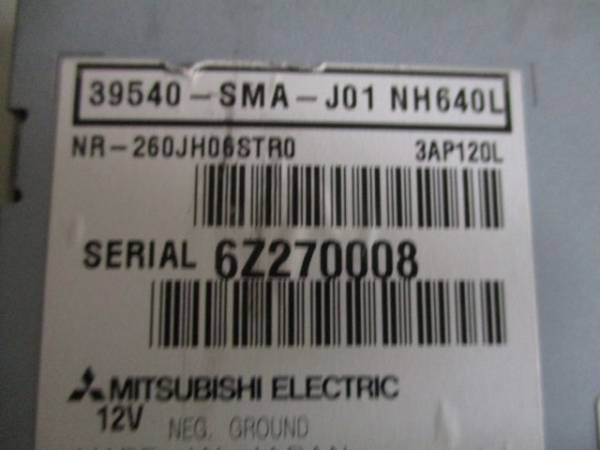 39540-SMA-J01 NH640L
NR-260JH06STR0 3AP120L
SERIAL 6Z270008
MITSUBISHI ELECTRIC
12V NEG. GROUND